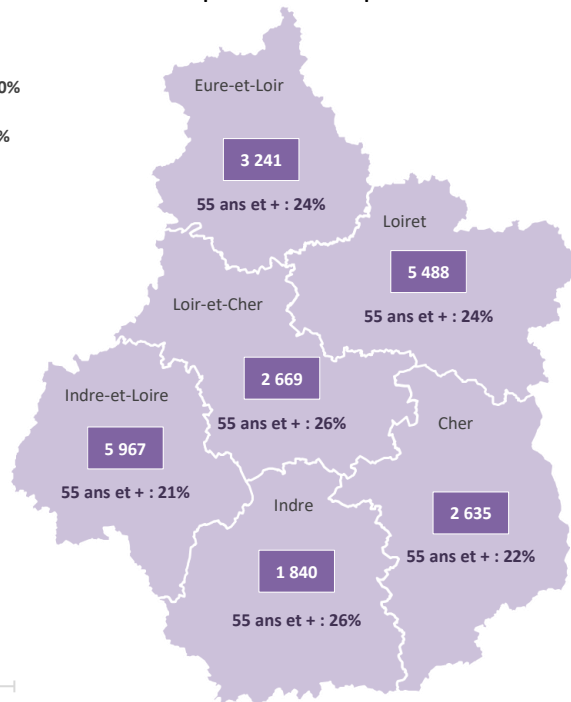 0%
%
Eure-et-Loir
3 241
55 ans et + : 24%
Loiret
5 488
55 ans et + : 24%
Loir-et-Cher
2 669
55 ans et + : 26%
Indre-et-Loire
5 967
55 ans et + : 21%
Cher
2 635
55 ans et + : 22%
Indre
1 840
55 ans et + : 26%